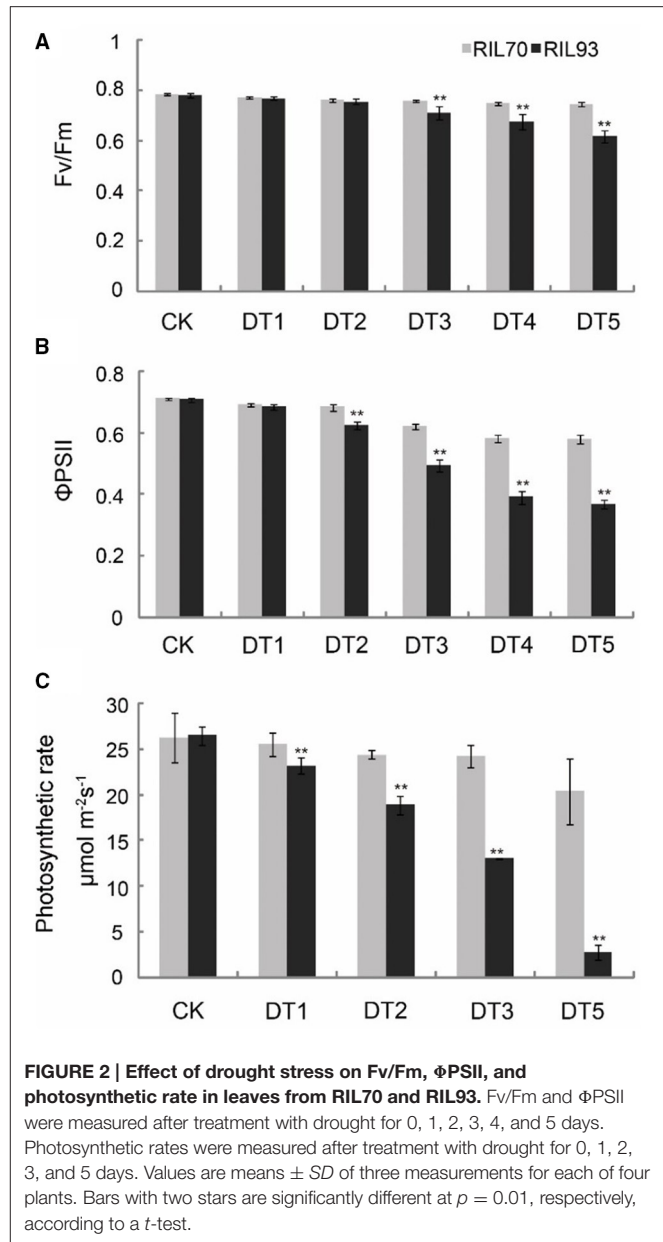 A
1
RIL70 RIL93
0.8
0.6
0.4
0.2
0
Fv/Fm
** ** **
CK DT1 DT2 DT3 DT4 DT5
B
0.8
0.6
0.4
0.2
0
ΦPSII
** ** ** **
CK DT1 DT2 DT3 DT4 DT5
C
30
25
20
15
10
5
0
Photosynthetic rate
μmol m-2s-1
** ** ** **
CK DT1 DT2 DT3 DT5
FIGURE 2 | Effect of drought stress on Fv/Fm, ΦPSII, and
photosynthetic rate in leaves from RIL70 and RIL93. Fv/Fm and ΦPSII
were measured after treatment with drought for 0, 1, 2, 3, 4, and 5 days.
Photosynthetic rates were measured after treatment with drought for 0, 1, 2,
3, and 5 days. Values are means ± SD of three measurements for each of four
plants. Bars with two stars are significantly different at p = 0.01, respectively,
according to a t-test.